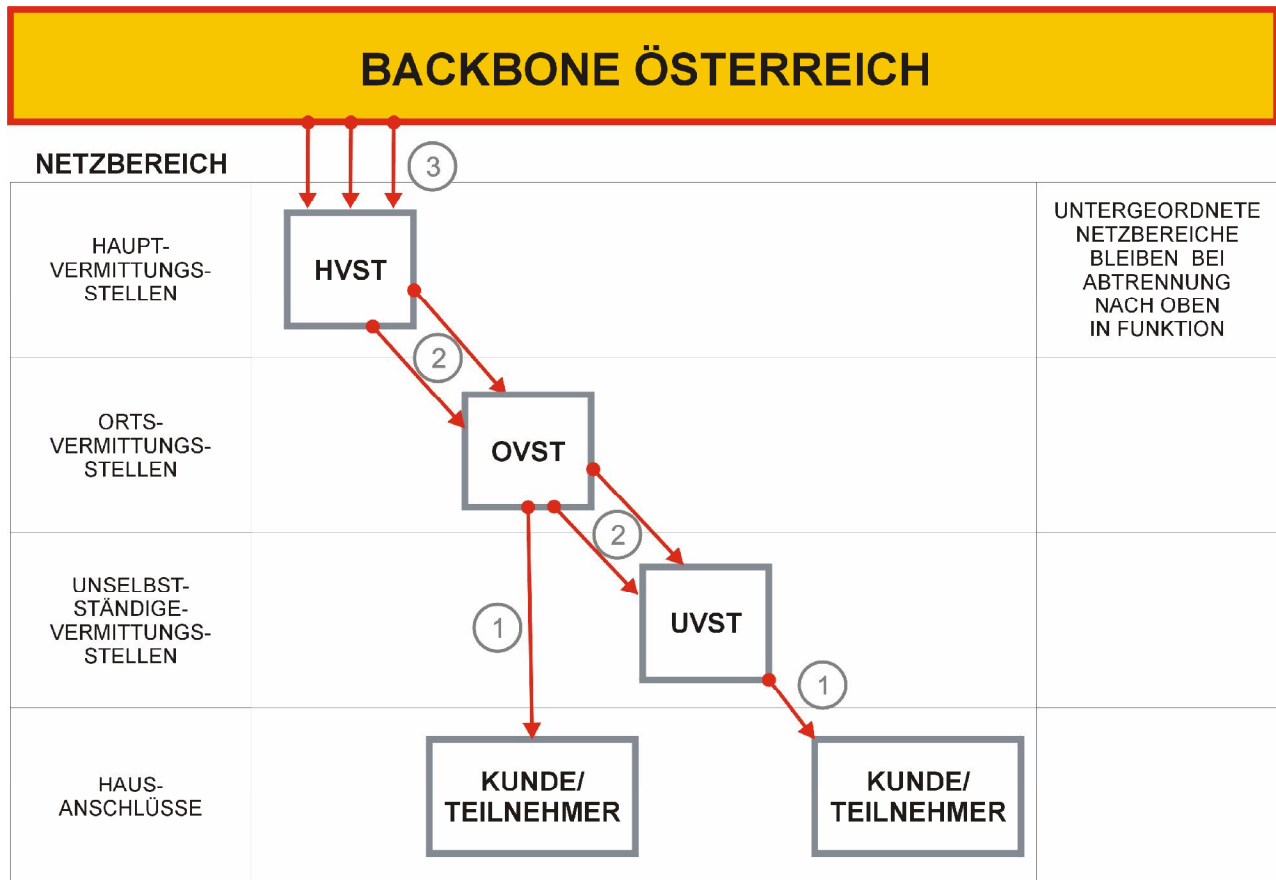 BACKBONE ÖSTERREICH
3
NETZBEREICH
HAUPT-
VERMITTUNGS-
STELLEN
HVST
UNTERGEORDNETE
NETZBEREICHE
BLEIBEN BEI
ABTRENNUNG
NACH OBEN
IN FUNKTION
2
ORTS-
VERMITTUNGS-
STELLEN
OVST
2
UNSELBST-
STÄNDIGE-
VERMITTUNGS-
STELLEN
1
UVST
1
HAUS-
ANSCHLÜSSE
KUNDE/
TEILNEHMER
KUNDE/
TEILNEHMER